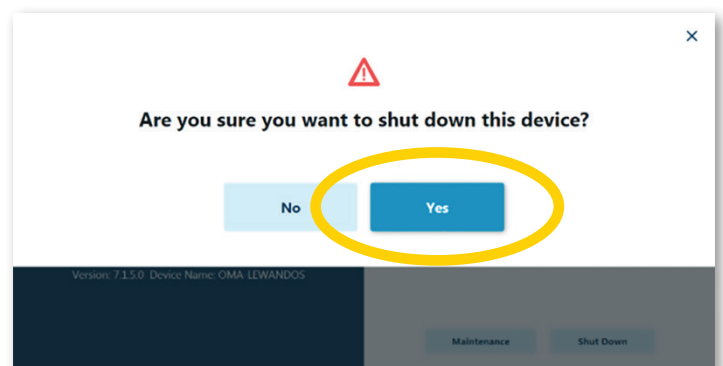 ×
Are you sure you want to shut down this device?
No Yes
Version: 7.1.5.0 Device Name: OMA LEWANDOS
Maintenance Shut Down